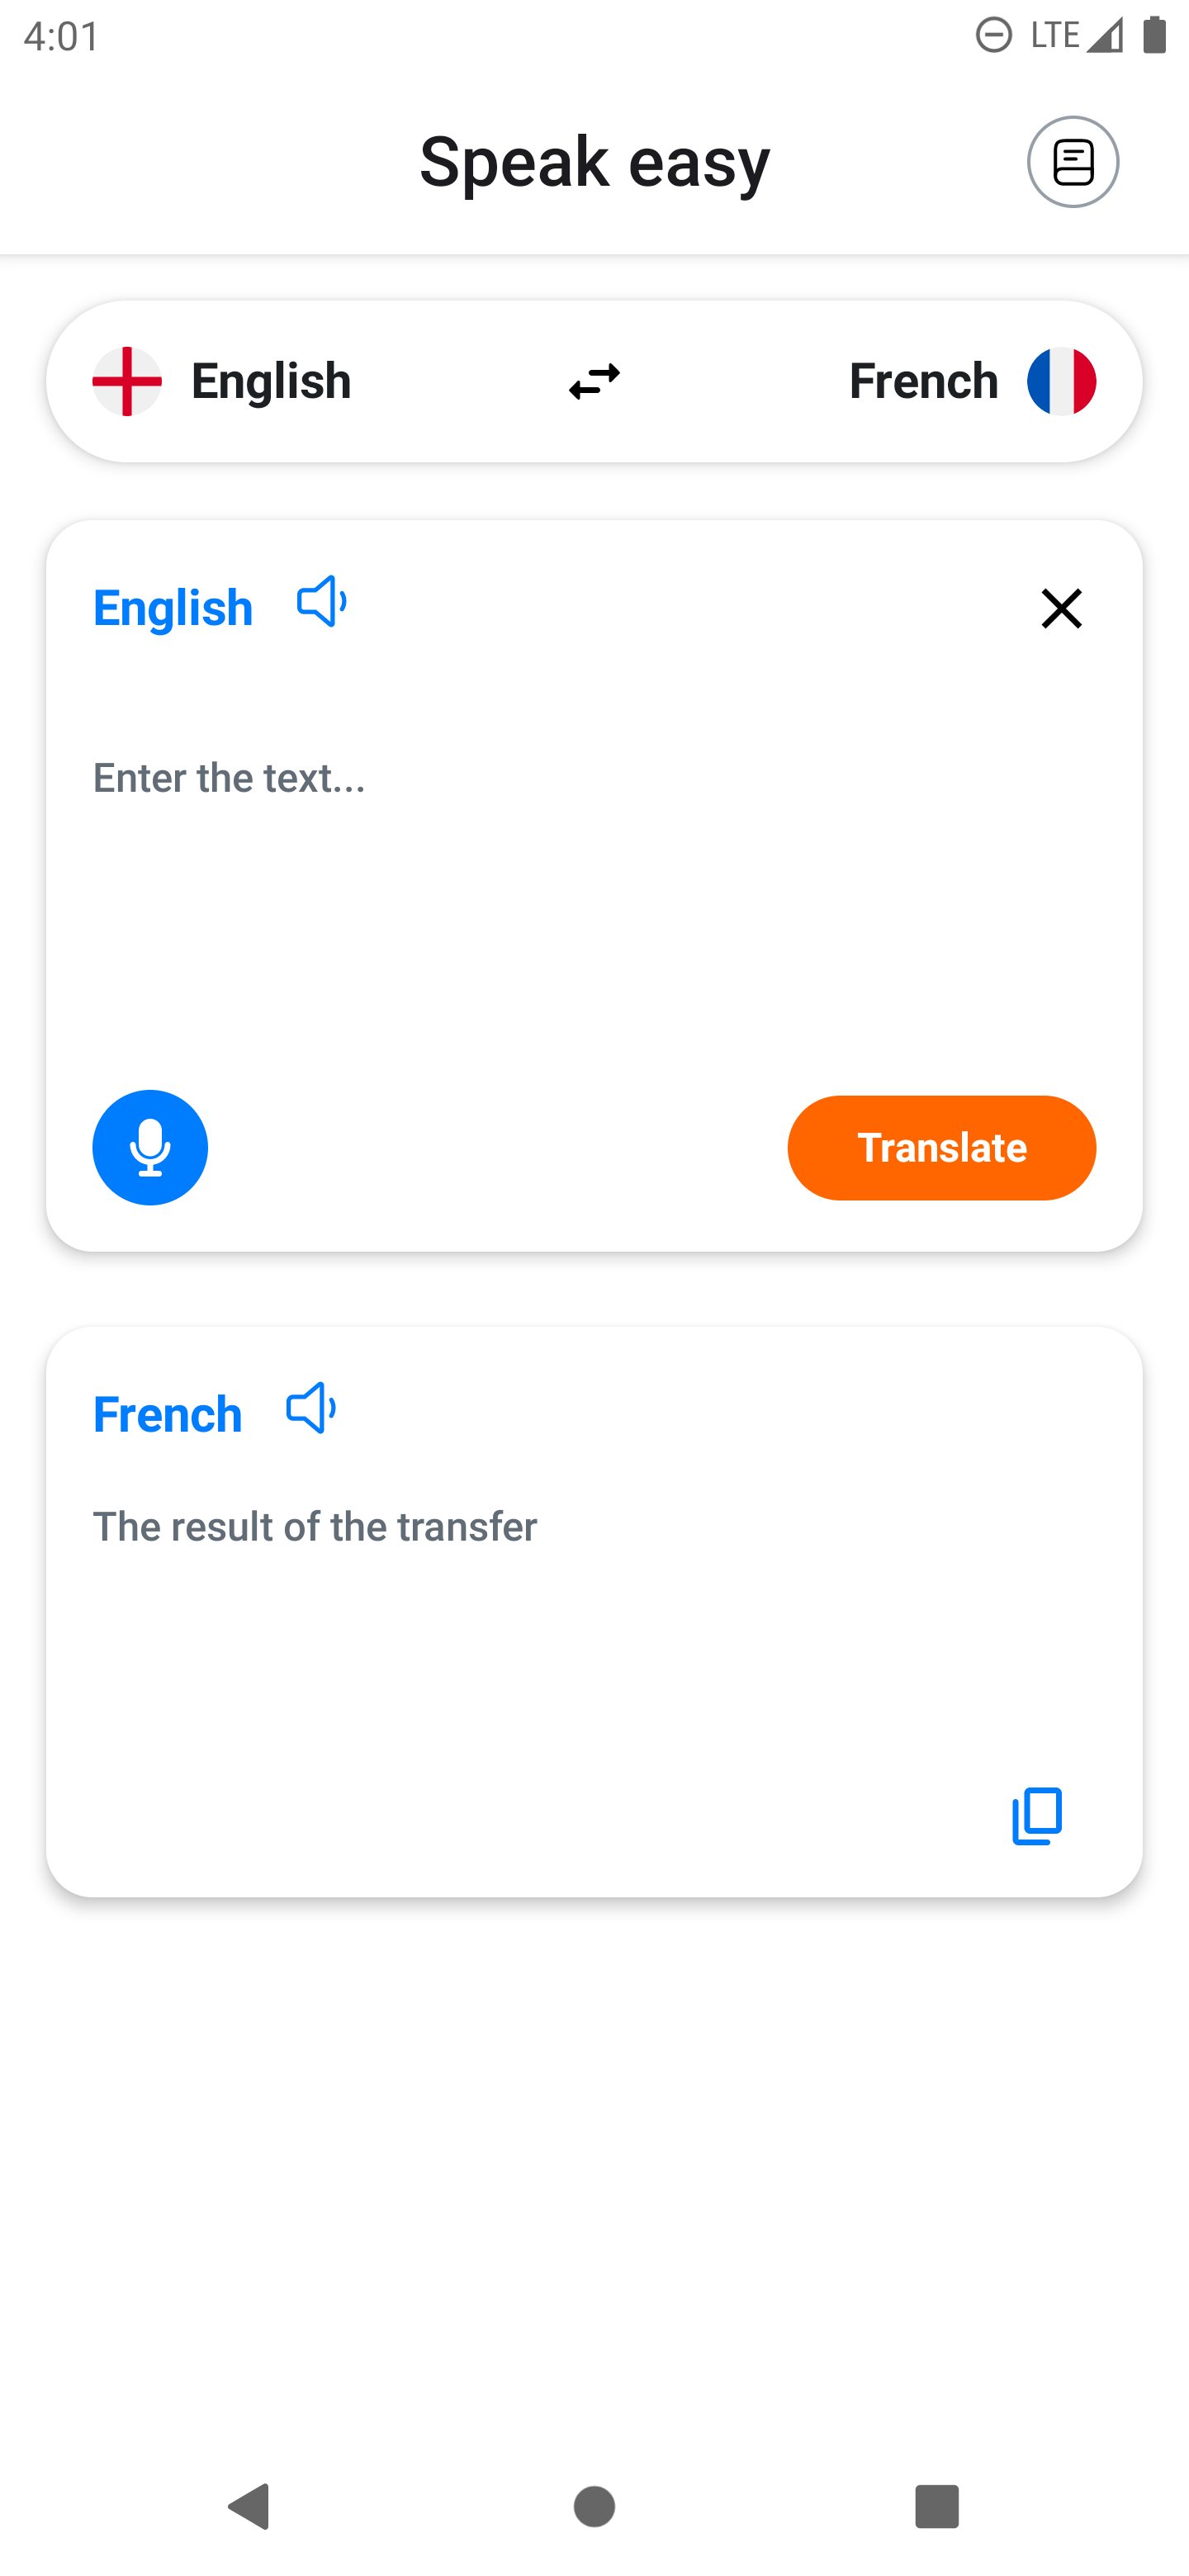 4:01
LTE
Speak easy
English
French
English
Enter the text...
Translate
French
The result of the transfer